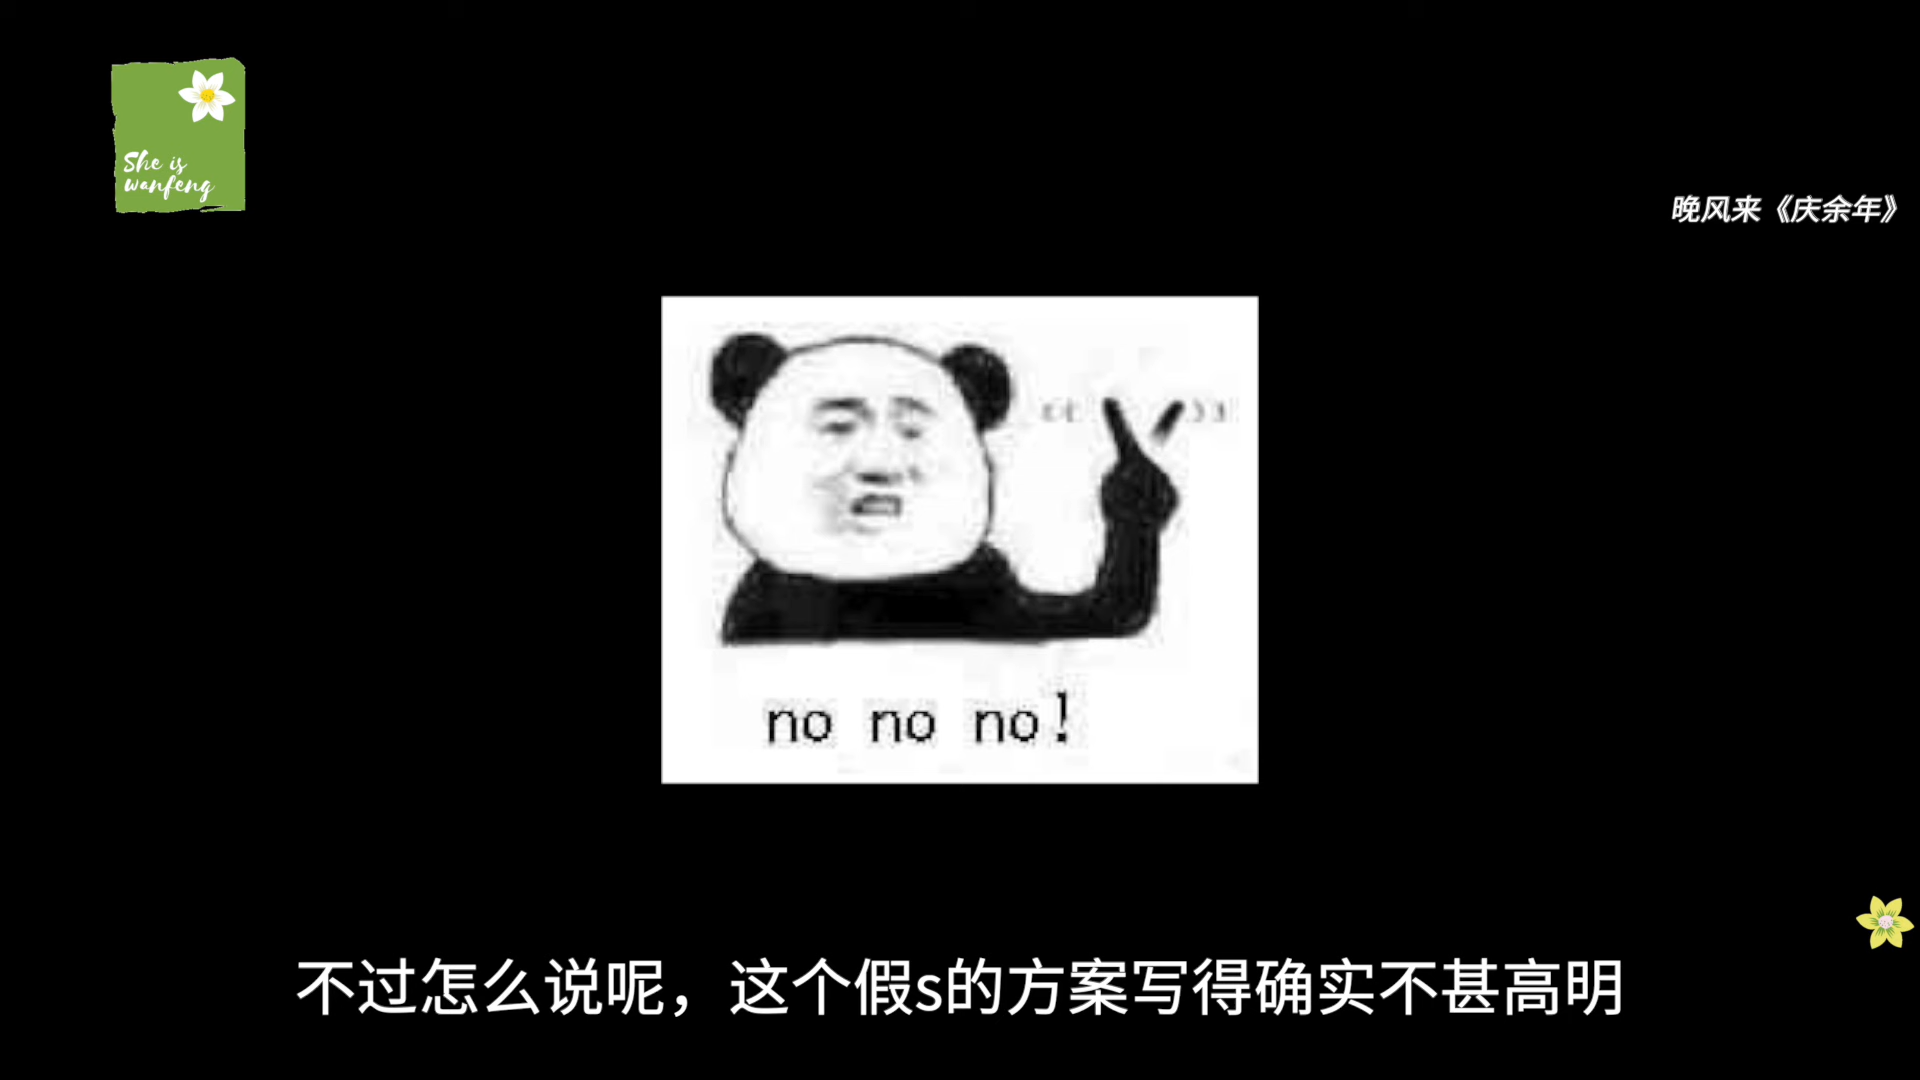 She is
wanfeng
晚风来《庆余年》
no no no!
不过怎么说呢，这个假s的方案写得确实不甚高明